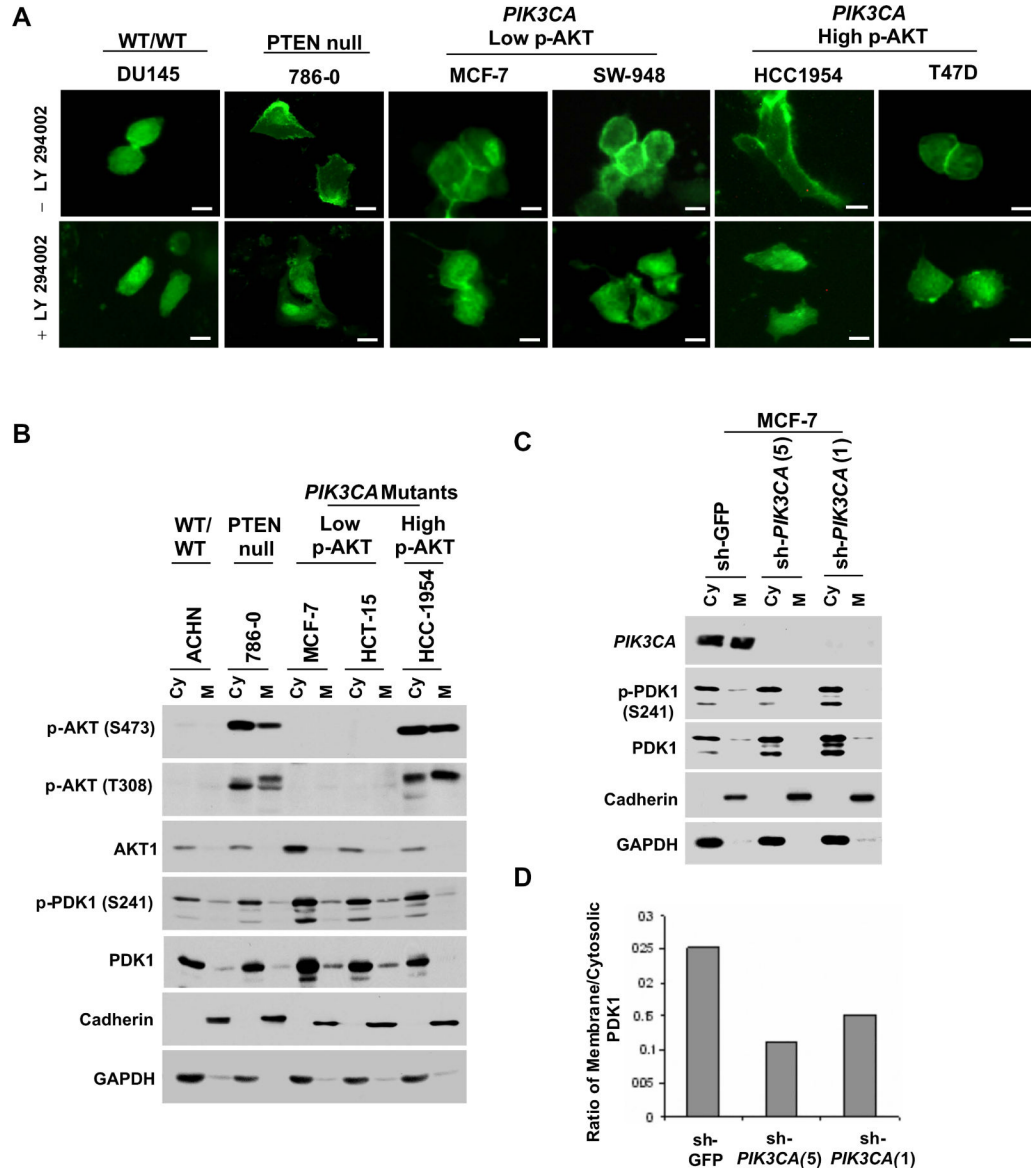 A
PIK3CA
Low p-AKT
PIK3CA
High p-AKT
WT/WT
PTEN null
DU145
786-0
MCF-7
SW-948
HCC1954
T47D
– LY 294002
+ LY 294002
B
PIK3CA Mutants
WT/
WT
PTEN
null
Low
p-AKT
High
p-AKT
ACHN
786-0
MCF-7
HCT-15
HCC-1954
Cy M Cy M Cy M Cy M Cy M
p-AKT (S473)
p-AKT (T308)
AKT1
p-PDK1 (S241)
PDK1
Cadherin
GAPDH
C
MCF-7
sh-GFP
sh-PIK3CA (5)
sh-PIK3CA (1)
Cy M Cy M Cy M
PIK3CA
p-PDK1
(S241)
PDK1
Cadherin
GAPDH
D
Ratio of Membrane/Cytosolic
PDK1
03
025
02
0.15
0.1
005
0
sh-
GFP
sh-
PIK3CA(5)
sh-
PIK3CA(1)